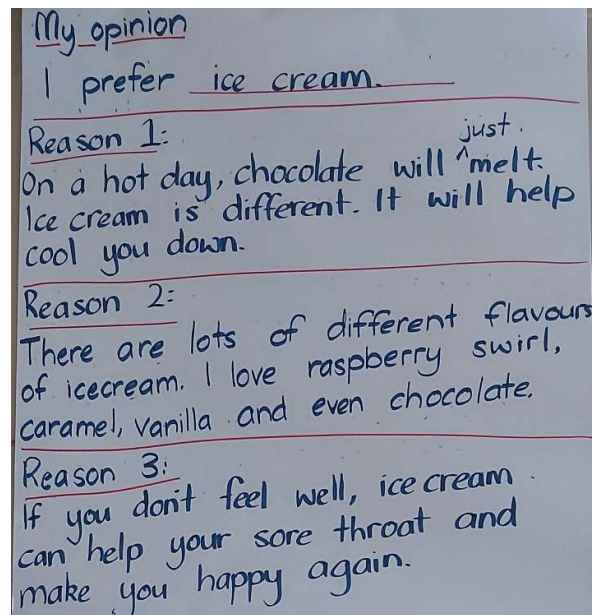 My opinion
I prefer ice cream.
Reason 1:
just.
On a hot day, chocolate will ^ melt.
Ice cream is different. It will help
cool you down.
Reason 2:
There are lots of different flavours
of icecream. I love raspberry swirl,
caramel, vanilla and even chocolate.
Reason 3:
If you don't feel well, ice cream
can help your sore throat and
make you happy again.